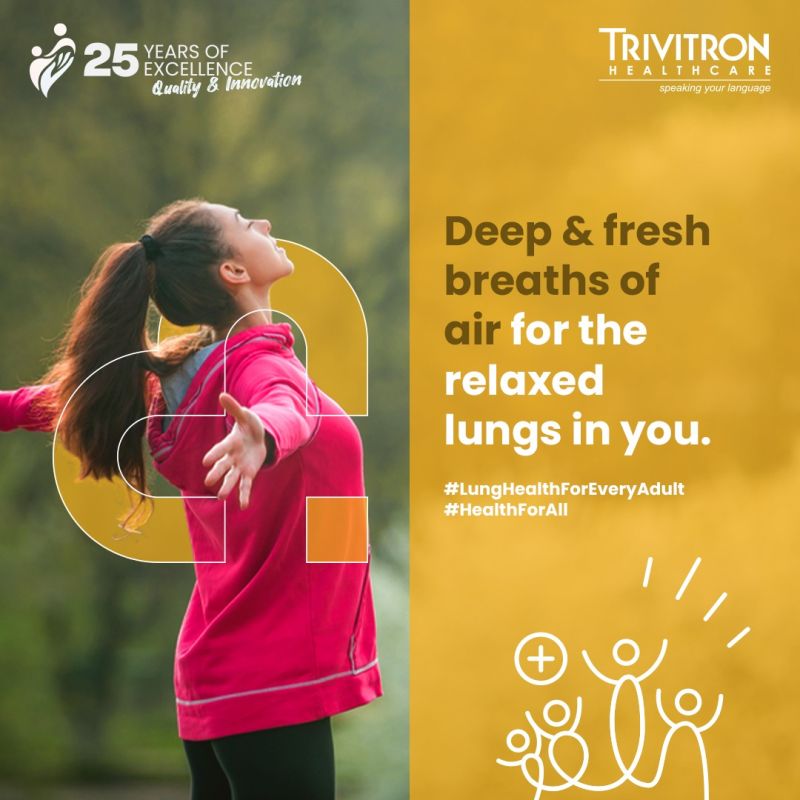 25 YEARS OF
EXCELLENCE
Quality & Innovation
TRIVITRON
HEALTHCARE
speaking your language
Deep & fresh
breaths of
air for the
relaxed
lungs in you.
#LungHealthForEveryAdult
#HealthForAll